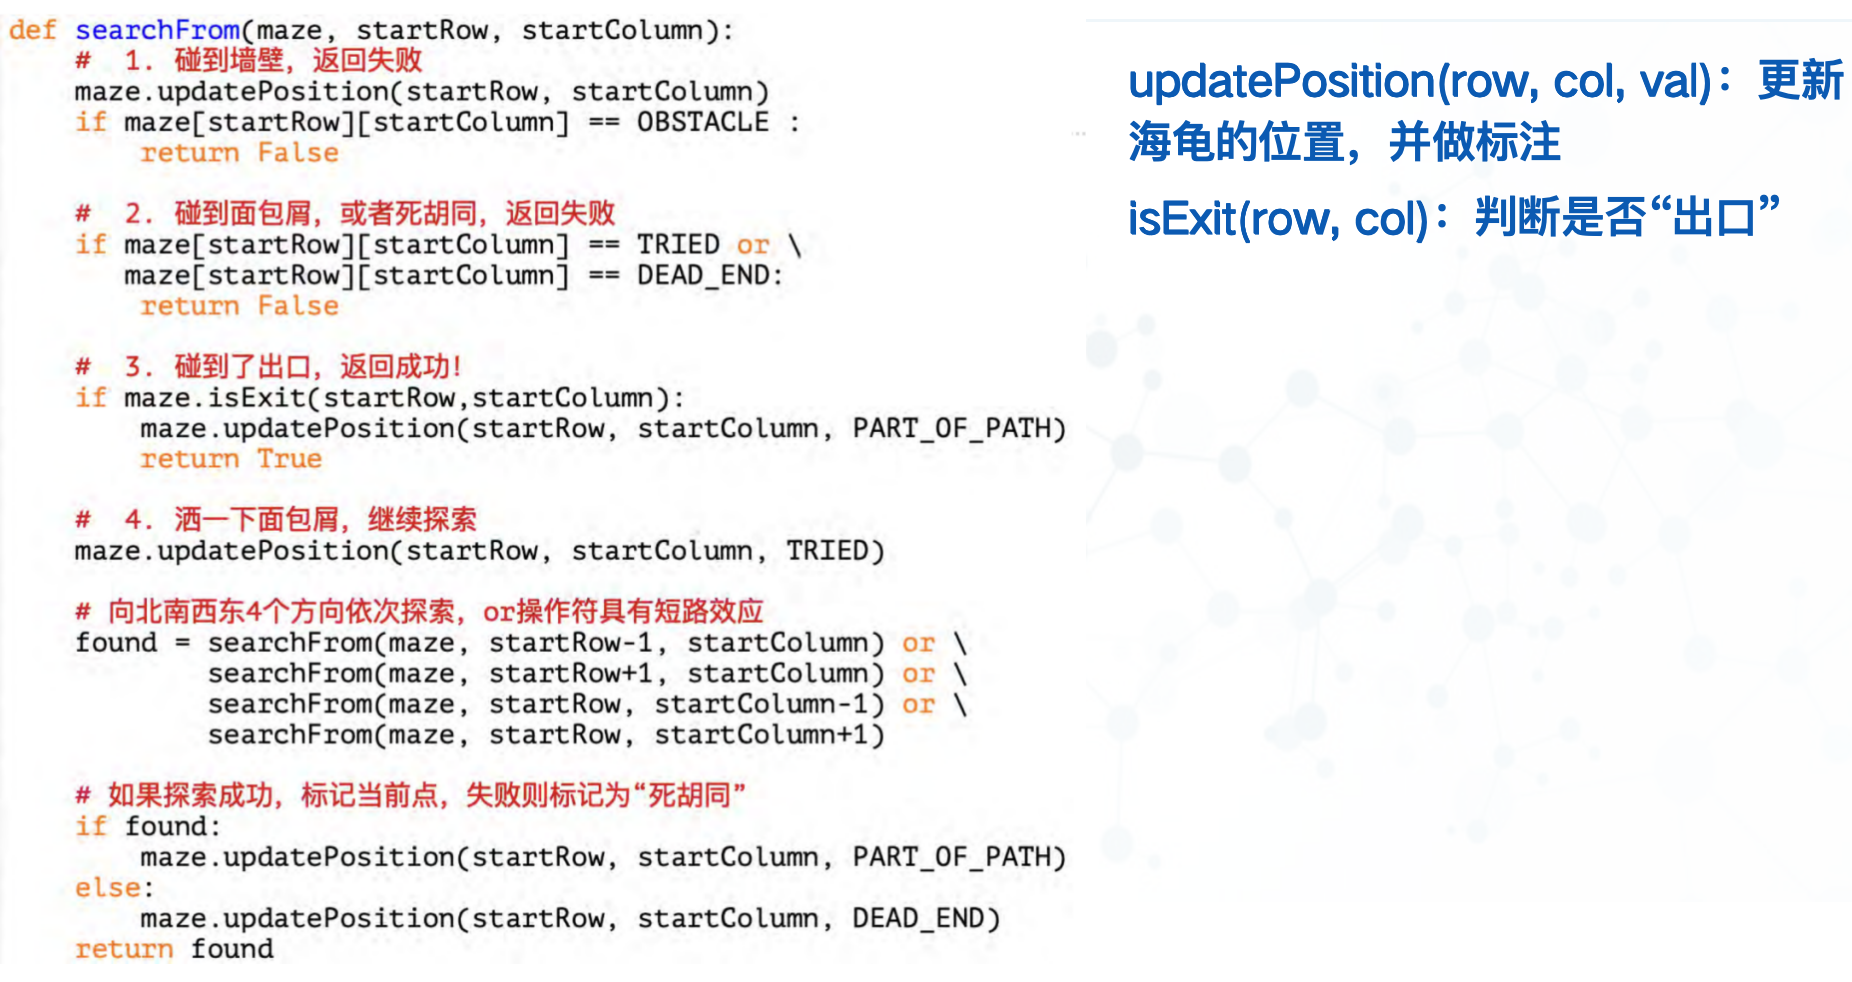 def searchFrom(maze, startRow, startColumn):
# 1. 碰到墙壁，返回失败
maze.updatePosition(startRow, startColumn)
if maze[startRow][startColumn] == OBSTACLE :
return False
# 2. 碰到面包屑，或者死胡同，返回失败
if maze[startRow][startColumn] == TRIED or \
maze[startRow][startColumn] == DEAD_END:
return False
# 3. 碰到了出口，返回成功!
if maze.isExit(startRow,startColumn):
maze.updatePosition(startRow, startColumn, PART_OF_PATH)
return True
# 4. 洒一下面包屑，继续探索
maze.updatePosition(startRow, startColumn, TRIED)
# 向北南西东4个方向依次探索，or操作符具有短路效应
found = searchFrom(maze, startRow-1, startColumn) or \
searchFrom(maze, startRow+1, startColumn) or \
searchFrom(maze, startRow, startColumn-1) or \
searchFrom(maze, startRow, startColumn+1)
# 如果探索成功，标记当前点，失败则标记为“死胡同”
if found:
maze.updatePosition(startRow, startColumn, PART_OF_PATH)
else:
maze.updatePosition(startRow, startColumn, DEAD_END)
return found
updatePosition(row, col, val)：更新
海龟的位置，并做标注
isExit(row, col)：判断是否“出口”